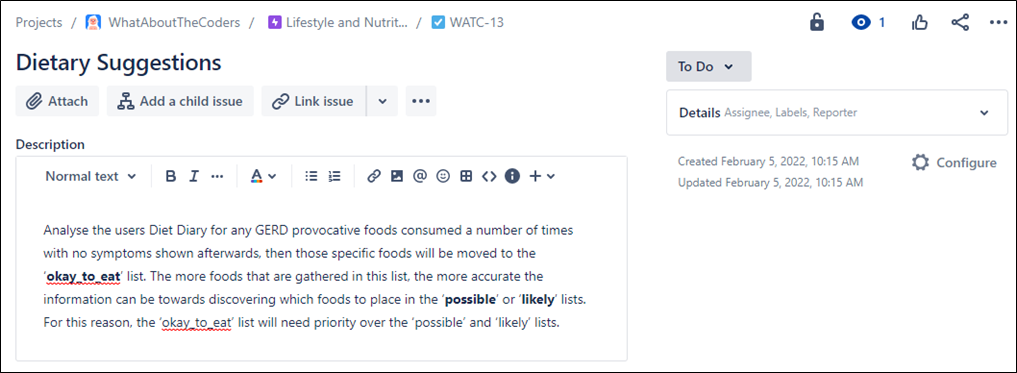 Projects / WhatAboutTheCoders / Lifestyle and Nutrit... / WATC-13
1
Dietary Suggestions
To Do
Attach
Add a child issue
Link issue
Details Assignee, Labels, Reporter
Description
Created February 5, 2022, 10:15 AM
Configure
Updated February 5, 2022, 10:15 AM
Normal text B I ... A @ <> i +
Analyse the users Diet Diary for any GERD provocative foods consumed a number of times
with no symptoms shown afterwards, then those specific foods will be moved to the
‘okay_to_eat’ list. The more foods that are gathered in this list, the more accurate the
information can be towards discovering which foods to place in the ‘possible’ or ‘likely’ lists.
For this reason, the ‘okay_to_eat’ list will need priority over the ‘possible’ and ‘likely’ lists.